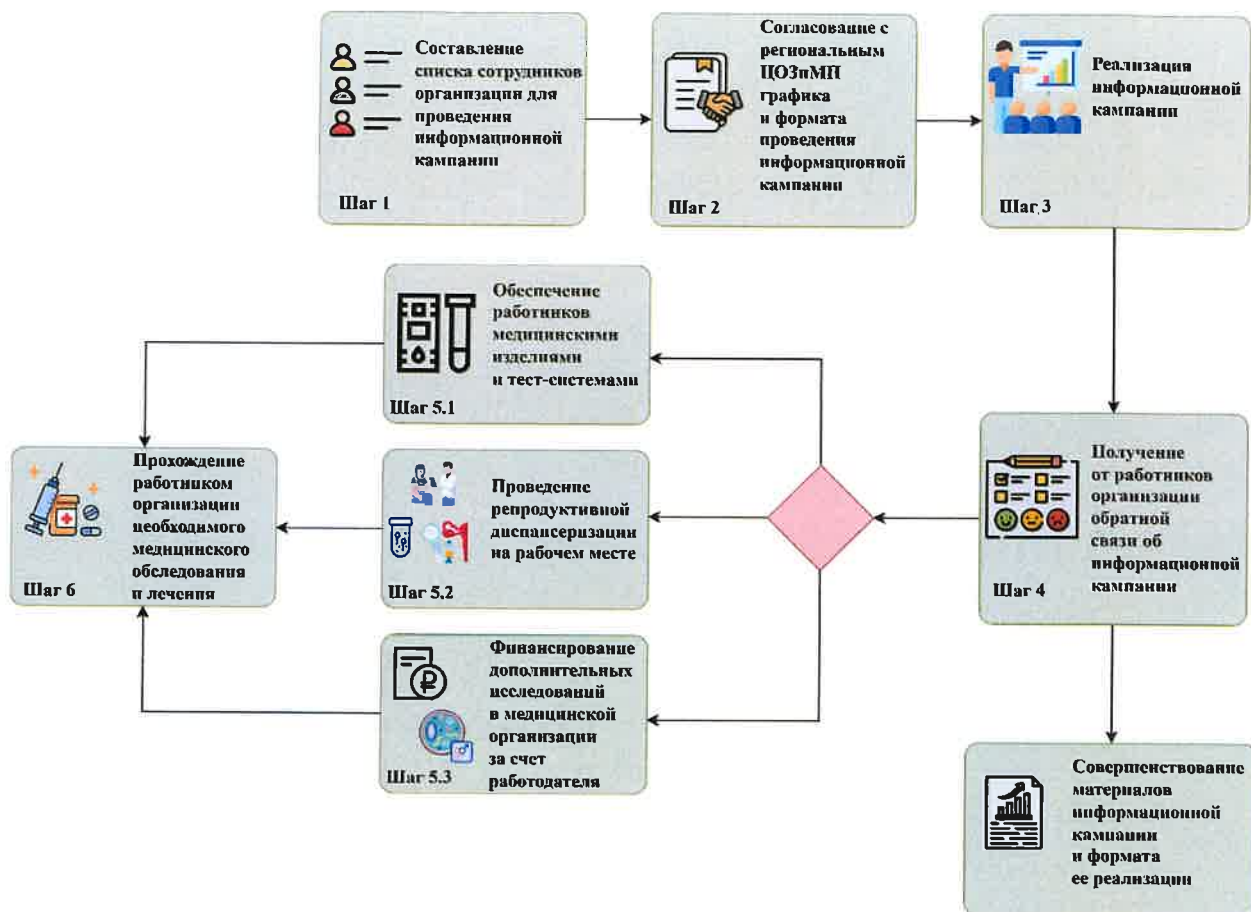 Составление
списка сотрудников
организации для
проведения
информационной
кампании
Шаг 1
Согласование с
региональным
ЦОЗиМП
графика
и формата
проведения
информационной
кампании
Шаг 2
Реализация
информационной
кампании
Шаг 3
Обеспечение
работников
медицинскими
изделиями
и тест-системами
Шаг 5.1
Прохождение
работником
организации
необходимого
медицинского
обследования
и лечения
Шаг 6
Проведение
репродуктивной
диспансеризации
на рабочем месте
Шаг 5.2
Получение
от работников
организации
обратной
связи об
информационной
кампании
Шаг 4
Финансирование
дополнительных
исследований
в медицинской
организации
за счет
работодателя
Шаг 5.3
Совершенствование
материалов
информационной
кампании
и формата
ее реализации